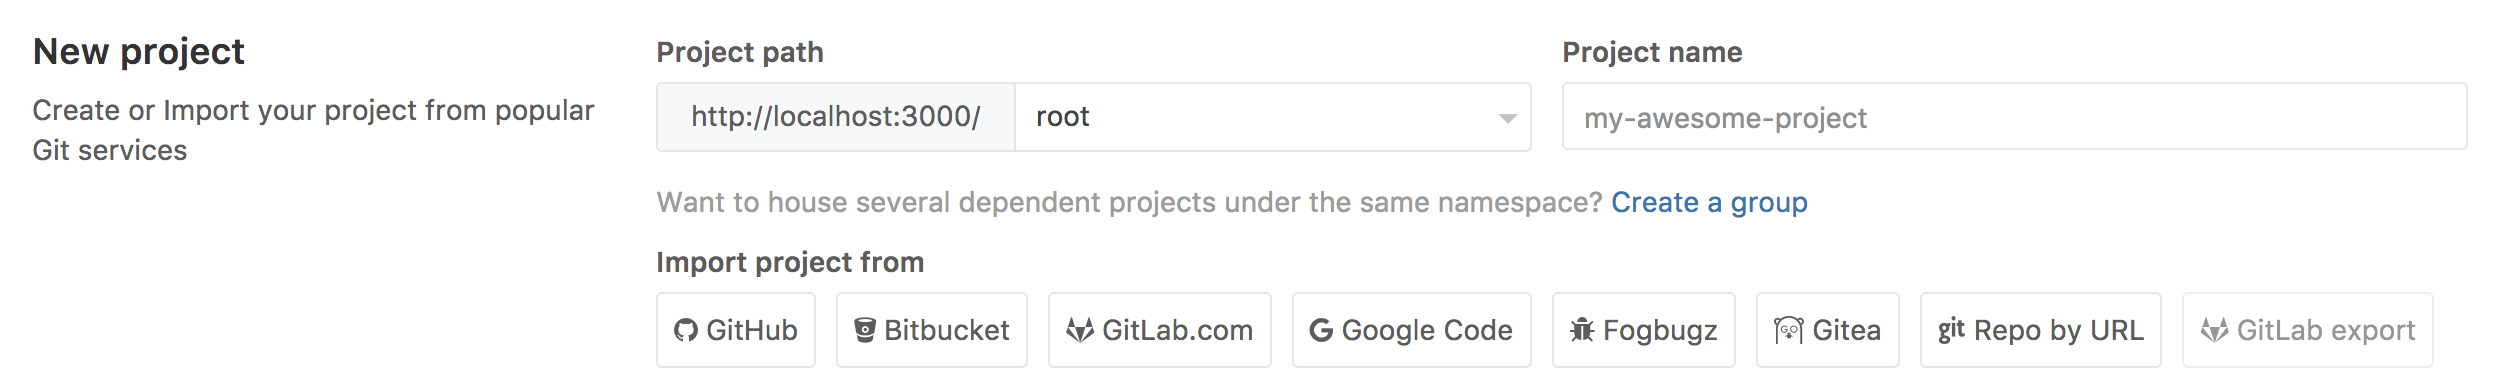 New project
Create or Import your project from popular
Git services
Project path
Project name
http://localhost:3000/
root
my-awesome-project
Want to house several dependent projects under the same namespace? Create a group
Import project from
GitHub
Bitbucket
GitLab.com
Google Code
Fogbugz
Gitea
git Repo by URL
GitLab export